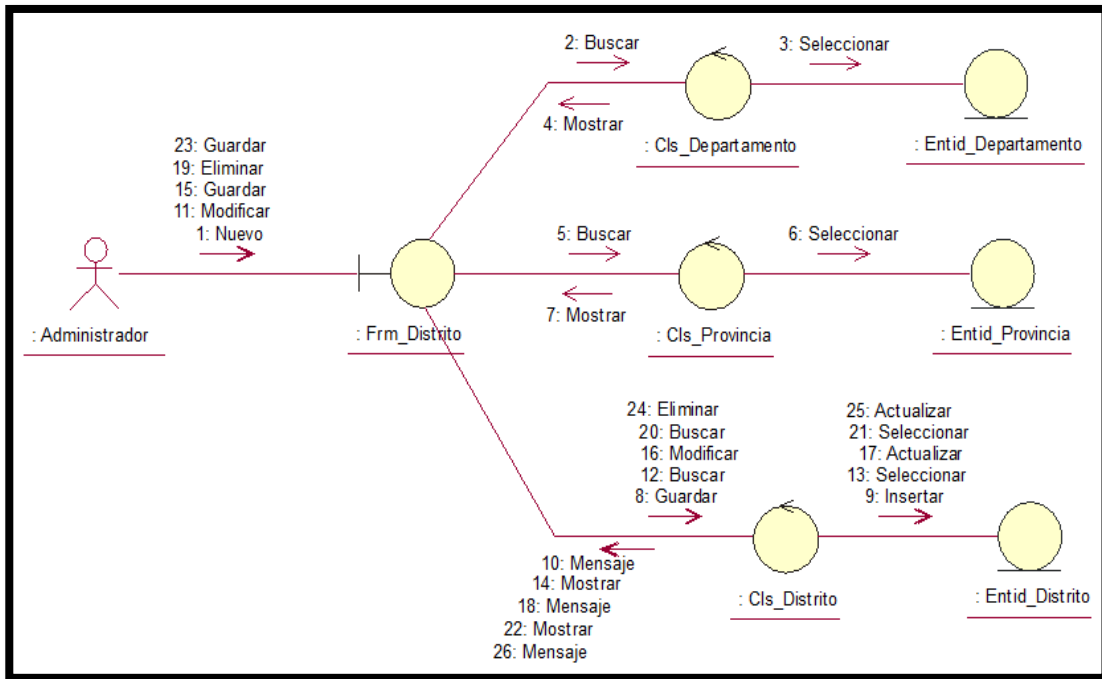 2: Buscar
3: Seleccionar
4: Mostrar
: Cls_Departamento
: Entid_Departamento
23: Guardar
19: Eliminar
15: Guardar
11: Modificar
1: Nuevo
5: Buscar
6: Seleccionar
7: Mostrar
: Administrador
: Frm_Distrito
: Cls_Provincia
: Entid_Provincia
24: Eliminar
20: Buscar
16: Modificar
12: Buscar
8: Guardar
25: Actualizar
21: Seleccionar
17: Actualizar
13: Seleccionar
9: Insertar
10: Mensaje
14: Mostrar
18: Mensaje
22: Mostrar
26: Mensaje
: Cls_Distrito
: Entid_Distrito